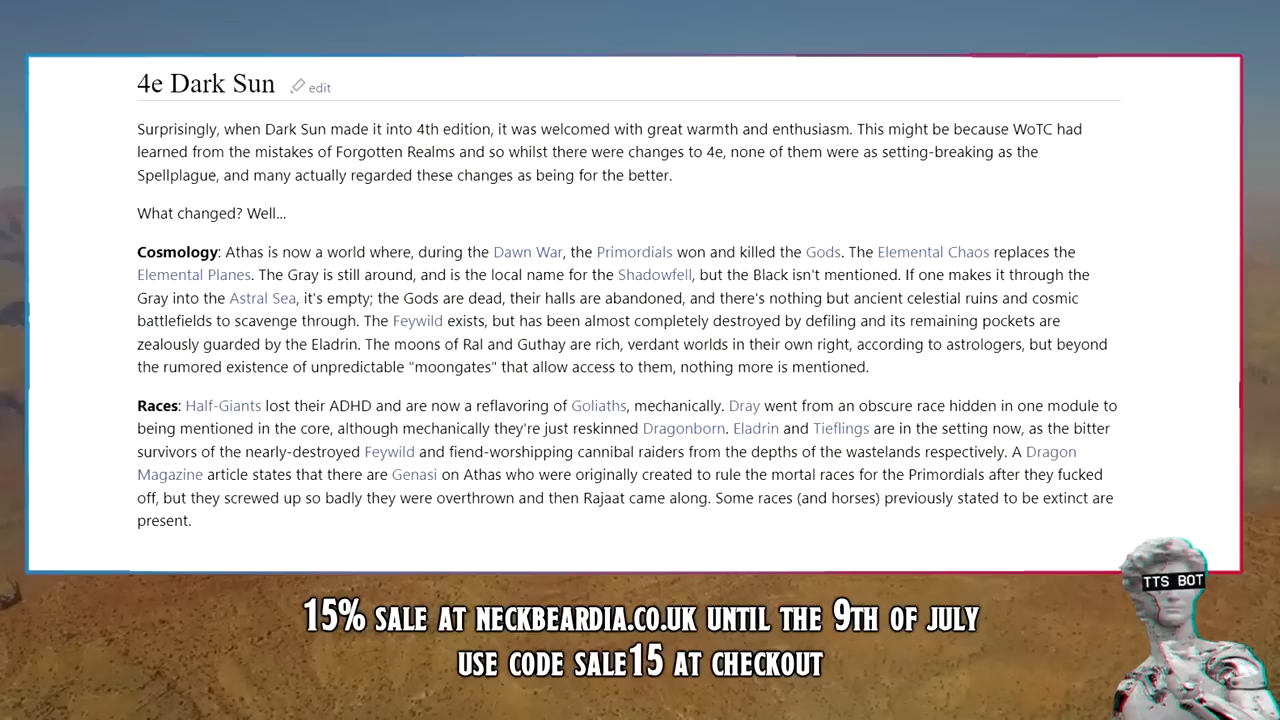 4e Dark Sun edit
Surprisingly, when Dark Sun made it into 4th edition, it was welcomed with great warmth and enthusiasm. This might be because WoTC had
learned from the mistakes of Forgotten Realms and so whilst there were changes to 4e, none of them were as setting-breaking as the
Spellplague, and many actually regarded these changes as being for the better.
What changed? Well...
Cosmology: Athas is now a world where, during the Dawn War, the Primordials won and killed the Gods. The Elemental Chaos replaces the
Elemental Planes. The Gray is still around, and is the local name for the Shadowfell, but the Black isn't mentioned. If one makes it through the
Gray into the Astral Sea, it's empty; the Gods are dead, their halls are abandoned, and there's nothing but ancient celestial ruins and cosmic
battlefields to scavenge through. The Feywild exists, but has been almost completely destroyed by defiling and its remaining pockets are
zealously guarded by the Eladrin. The moons of Ral and Guthay are rich, verdant worlds in their own right, according to astrologers, but beyond
the rumored existence of unpredictable "moongates" that allow access to them, nothing more is mentioned.
Races: Half-Giants lost their ADHD and are now a reflavoring of Goliaths, mechanically. Dray went from an obscure race hidden in one module to
being mentioned in the core, although mechanically they're just reskinned Dragonborn. Eladrin and Tieflings are in the setting now, as the bitter
survivors of the nearly-destroyed Feywild and fiend-worshipping cannibal raiders from the depths of the wastelands respectively. A Dragon
Magazine article states that there are Genasi on Athas who were originally created to rule the mortal races for the Primordials after they fucked
off, but they screwed up so badly they were overthrown and then Rajaat came along. Some races (and horses) previously stated to be extinct are
present.
TTS BOT
15% SALE AT NECKBEARDIA.CO.UK UNTIL THE 9TH OF JULY
USE CODE SALE15 AT CHECKOUT